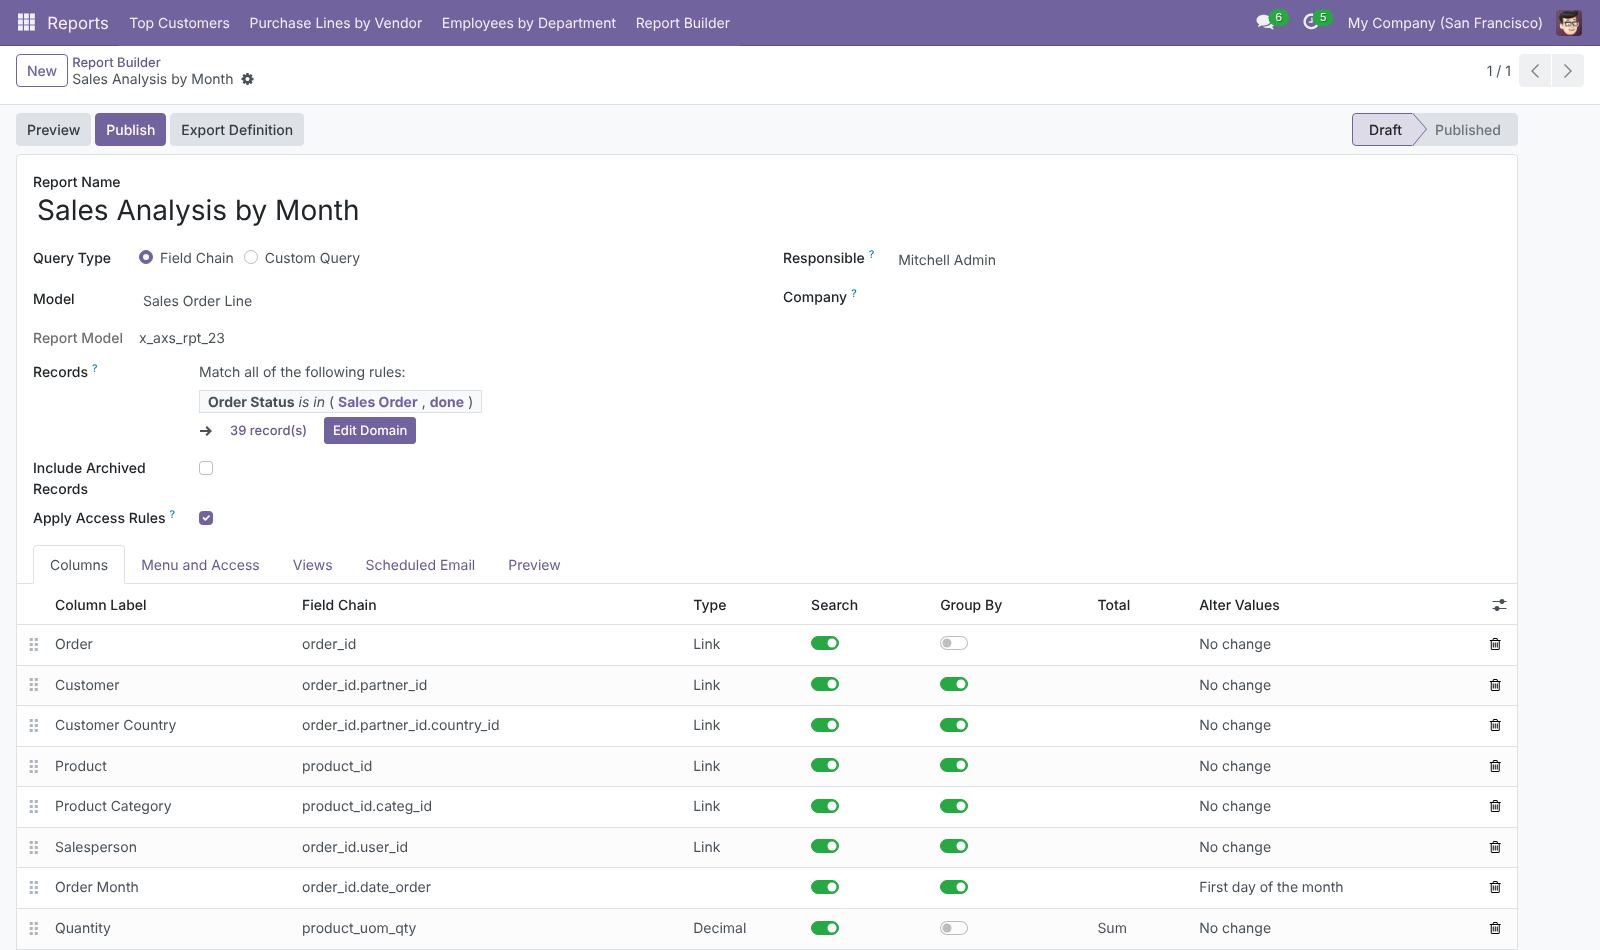 Reports Top Customers Purchase Lines by Vendor Employees by Department Report Builder 6 5 My Company (San Francisco)
New Report Builder
Sales Analysis by Month
1 / 1
Preview Publish Export Definition Draft Published
Report Name
Sales Analysis by Month
Query Type Field Chain Custom Query Responsible ? Mitchell Admin
Model Sales Order Line Company ?
Report Model x_axs_rpt_23
Records ? Match all of the following rules:
Order Status is in ( Sales Order , done )
39 record(s) Edit Domain
Include Archived
Records
Apply Access Rules ?
Columns Menu and Access Views Scheduled Email Preview
Column Label Field Chain Type Search Group By Total Alter Values
Order order_id Link No change
Customer order_id.partner_id Link No change
Customer Country order_id.partner_id.country_id Link No change
Product product_id Link No change
Product Category product_id.categ_id Link No change
Salesperson order_id.user_id Link No change
Order Month order_id.date_order First day of the month
Quantity product_uom_qty Decimal Sum No change